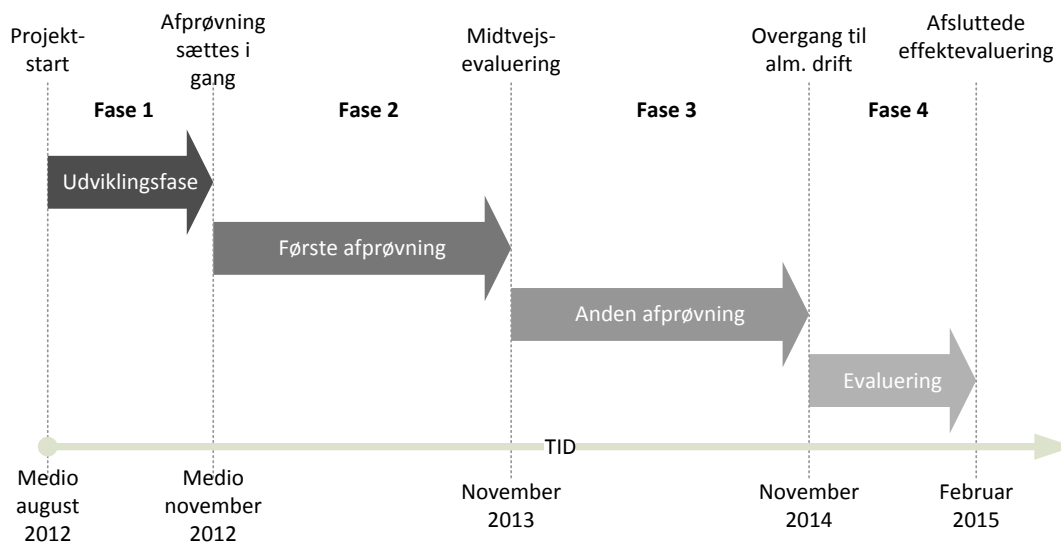 Projekt-
start
Afprøvning
sættes i
gang
Midtvejs-
evaluering
Overgang til
alm. drift
Afsluttede
effektevaluering
Fase 1
Fase 2
Fase 3
Fase 4
Udviklingsfase
Første afprøvning
Anden afprøvning
Evaluering
TID
Medio
august
2012
Medio
november
2012
November
2013
November
2014
Februar
2015